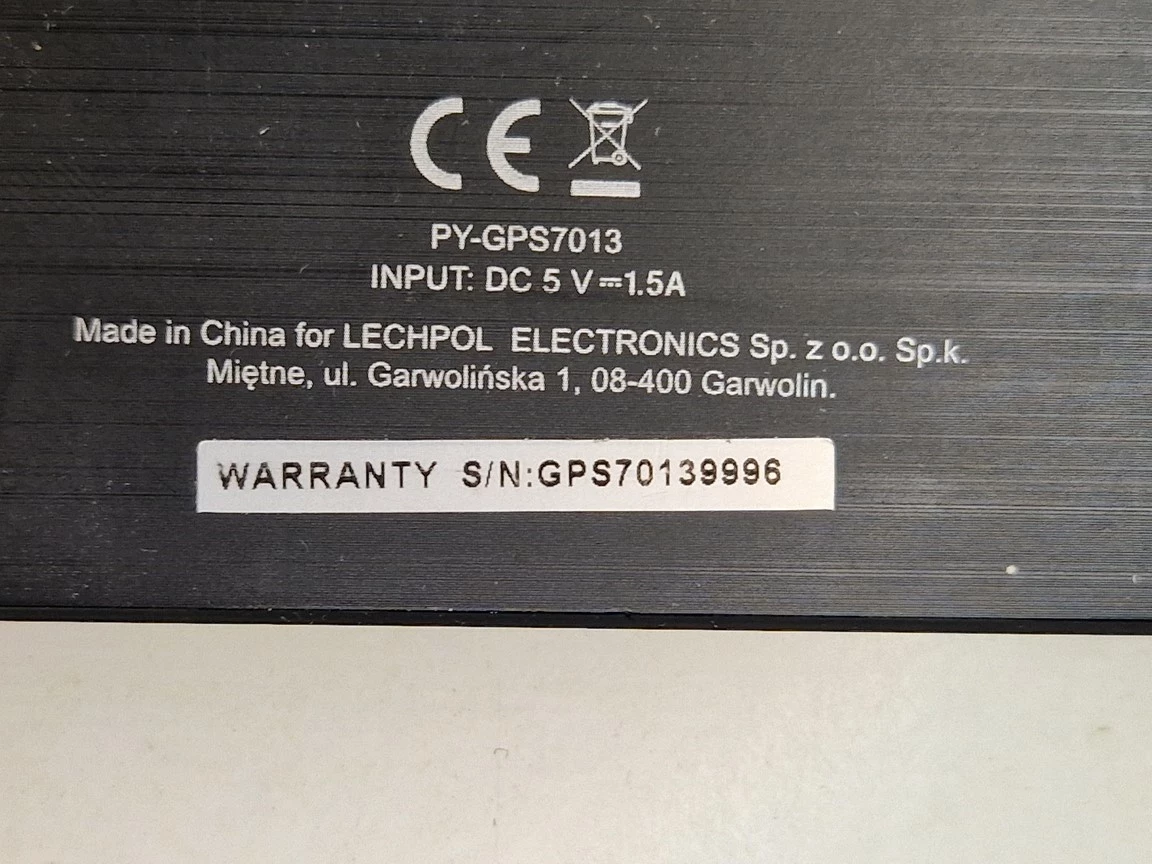 CE
PY-GPS7013
INPUT: DC 5 V⎓1.5A
Made in China for LECHPOL ELECTRONICS Sp. z o.o. Sp.k.
Miętne, ul. Garwolińska 1, 08-400 Garwolin.
WARRANTY S/N:GPS70139996